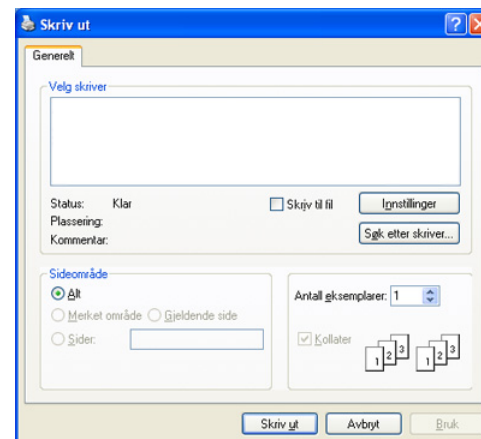 Skriv ut
Generelt
Velg skriver
Status: Klar
Plassering:
Kommentar:
Skriv til fil
Innstillinger
Søk etter skriver...
Sideområde
Alt
Merket område
Gjeldende side
Sider:
Antall eksemplarer: 1
Kollater
1 2 3 1 2 3
Skriv ut
Avbryt
Bruk